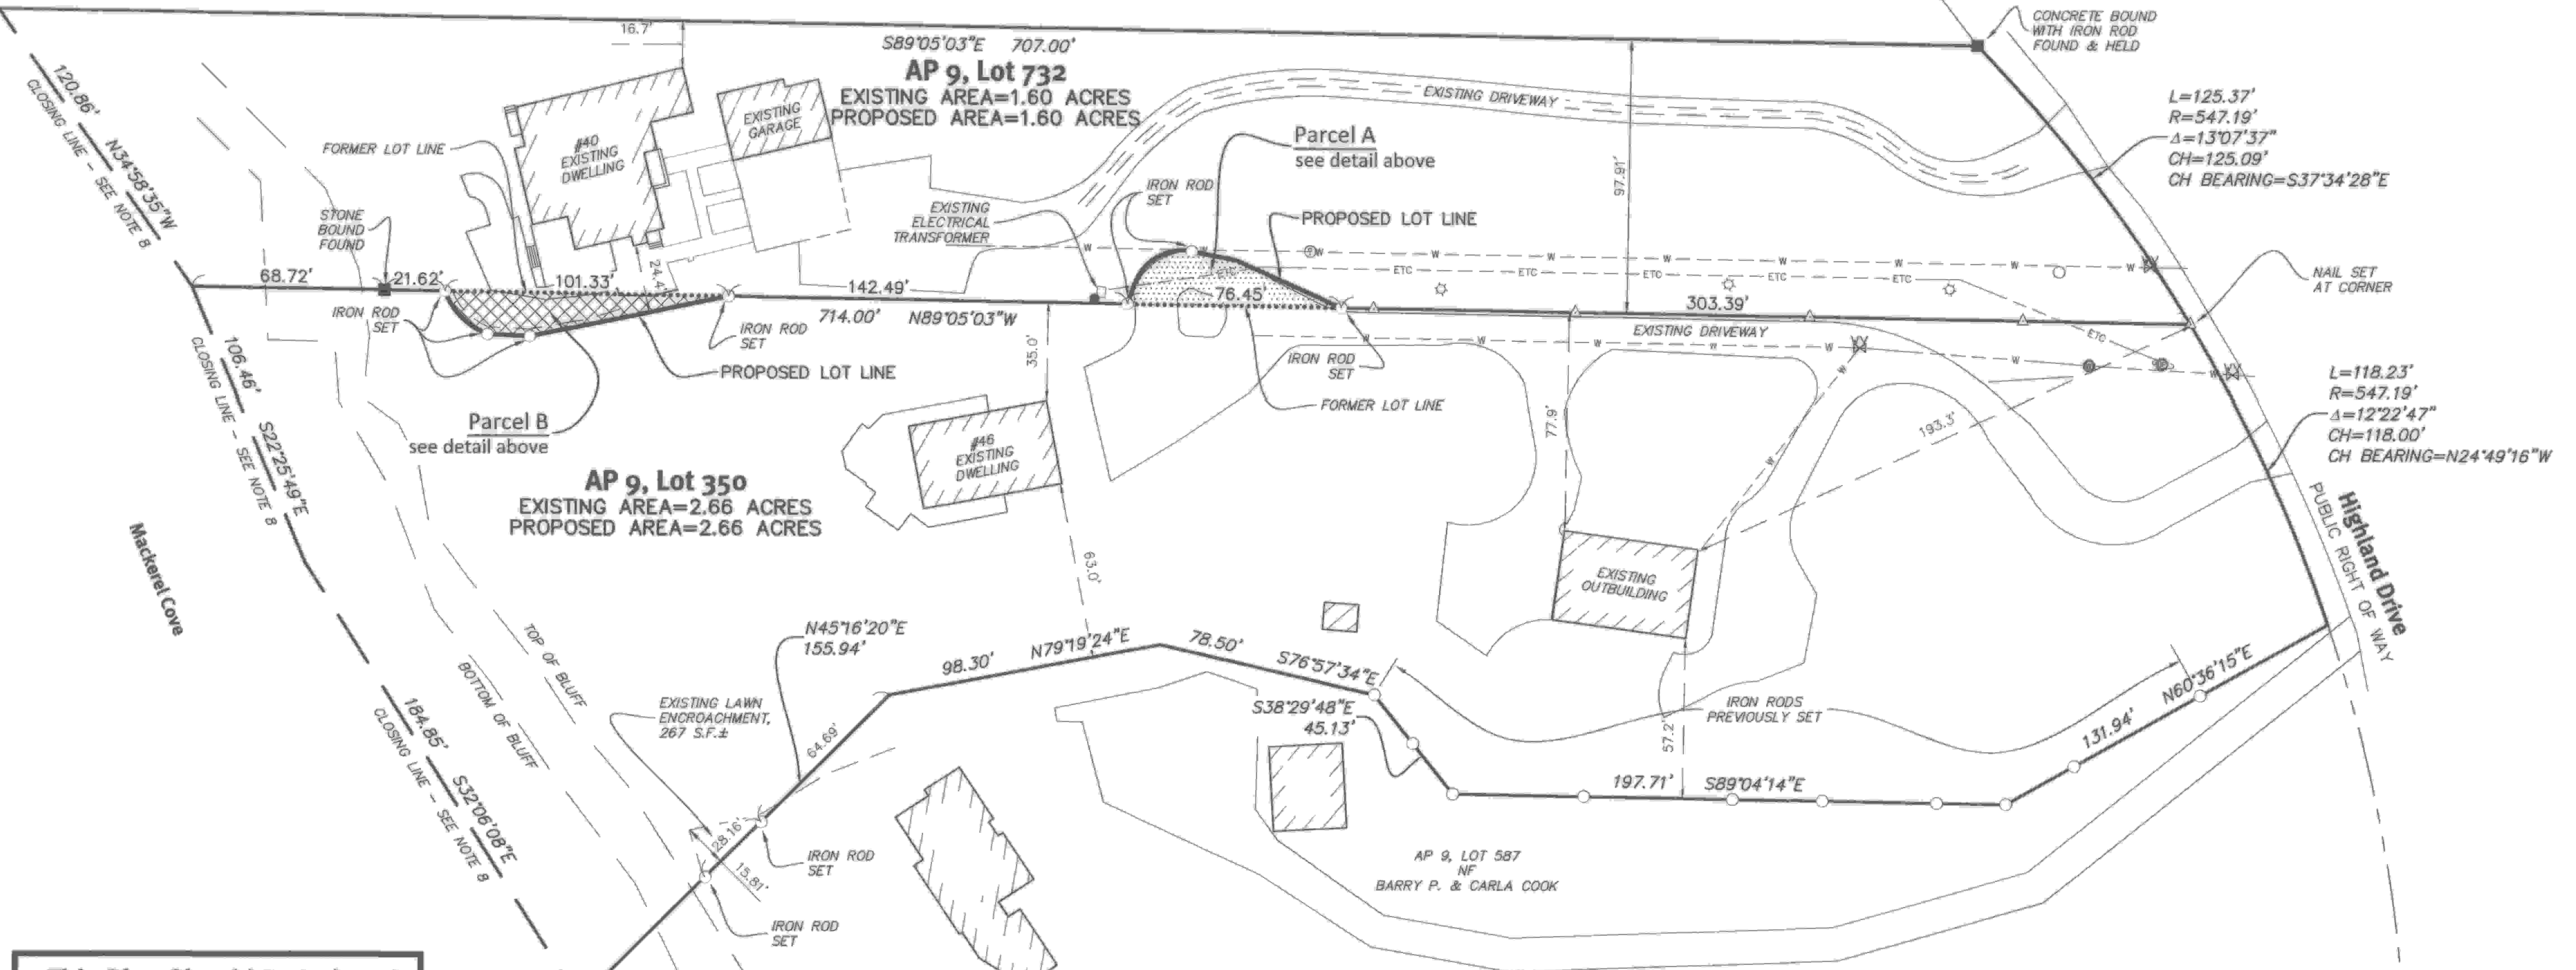 CONCRETE BOUND
WITH IRON ROD
FOUND & HELD
16.7'
S89°05'03"E 707.00'
AP 9, Lot 732
EXISTING AREA=1.60 ACRES
PROPOSED AREA=1.60 ACRES
EXISTING DRIVEWAY
L=125.37'
R=547.19'
Δ=13°07'37"
CH=125.09'
CH BEARING=S37°34'28"E
120.86' N34°58'35"W
CLOSING LINE - SEE NOTE 8
FORMER LOT LINE
#40
EXISTING
DWELLING
EXISTING
GARAGE
Parcel A
see detail above
97.91'
IRON ROD
SET
EXISTING
ELECTRICAL
TRANSFORMER
PROPOSED LOT LINE
STONE
BOUND
FOUND
W W W W W W W W
ETC ETC ETC ETC ETC ETC ETC
NAIL SET
AT CORNER
68.72'
21.62'
101.33'
24.4'
142.49'
76.45'
303.39'
714.00' N89°05'03"W
IRON ROD
SET
IRON ROD
SET
EXISTING DRIVEWAY
35.0'
W W W W W W W W
IRON ROD
SET
PROPOSED LOT LINE
FORMER LOT LINE
L=118.23'
R=547.19'
Δ=12°22'47"
CH=118.00'
CH BEARING=N24°49'16"W
106.46' S22°25'49"E
CLOSING LINE - SEE NOTE 8
Parcel B
see detail above
#46
EXISTING
DWELLING
77.9'
193.3'
W
W
AP 9, Lot 350
EXISTING AREA=2.66 ACRES
PROPOSED AREA=2.66 ACRES
Highland Drive
PUBLIC RIGHT OF WAY
Mackerel Cove
63.0'
EXISTING
OUTBUILDING
TOP OF BLUFF
BOTTOM OF BLUFF
N45°16'20"E
155.94'
98.30' N79°19'24"E
78.50' S76°57'34"E
S38°29'48"E
45.13'
IRON RODS
PREVIOUSLY SET
57.2'
131.94' N60°36'15"E
EXISTING LAWN
ENCROACHMENT,
267 S.F.±
64.69'
184.85' S32°06'08"E
CLOSING LINE - SEE NOTE 8
197.71' S89°04'14"E
28.16'
15.81'
IRON ROD
SET
IRON ROD
SET
AP 9, LOT 587
NF
BARRY P. & CARLA COOK